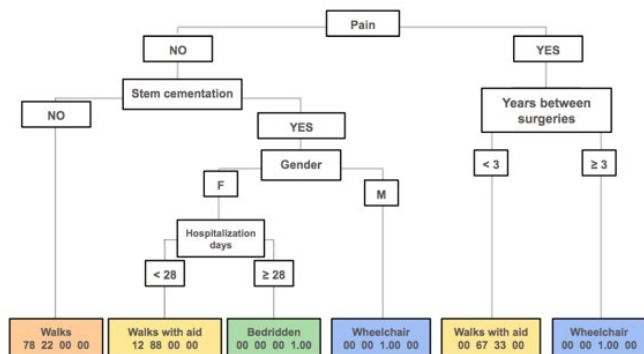 Pain
NO
YES
Stem cementation
Years between
surgeries
NO
YES
Gender
< 3
≥ 3
F
M
Hospitalization
days
< 28
≥ 28
Walks
78 22 00 00
Walks with aid
12 88 00 00
Bedridden
00 00 00 1.00
Wheelchair
00 00 1.00 00
Walks with aid
00 67 33 00
Wheelchair
00 00 1.00 00